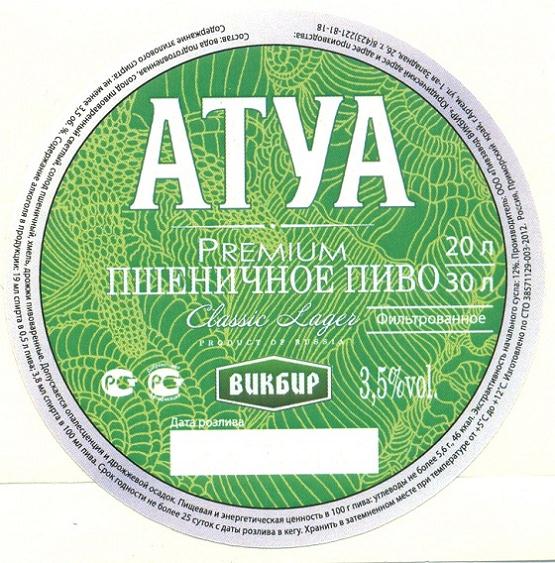 АТУА
PREMIUM
ПШЕНИЧНОЕ ПИВО
20 л
30 л
Classic Lager
Фильтрованное
PRODUCT OF RUSSIA
РС РС
ВИКБИР
3,5%vol.
Дата розлива
Состав: вода подготовленная, солод пивоваренный светлый, солод пшеничный, хмель, дрожжи пивоваренные. Допускается опалесценция и дрожжевой осадок. Пищевая и энергетическая ценность в 100 г пива: углеводы не более 5,6 г, 46 ккал. Экстрактивность начального сусла: 12%. Производитель: ООО «Пивзавод ВИКБИР». Юридический адрес и адрес производства:
Содержание этилового спирта: не менее 3,5 об.%. Содержание алкоголя в продукции: 19 мл спирта в 0,5 л пива; 3,8 мл спирта в 100 мл пива. Срок годности не более 25 суток с даты розлива в кегу. Хранить в затемненном месте при температуре от +5°С до +12°С. Изготовлено по СТО 38571129-003-2012. Россия, Приморский край, г.Артем, ул. 1-ая Западная, 26, т. 8(423)221-81-18